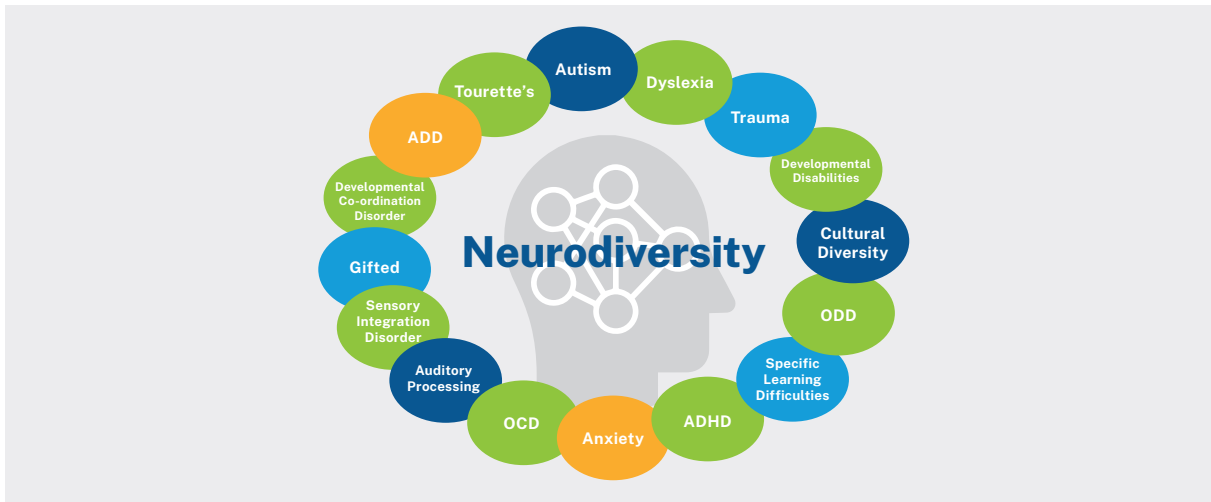 Autism
Dyslexia
Trauma
Developmental
Disabilities
Cultural
Diversity
ODD
Specific
Learning
Difficulties
ADHD
Anxiety
OCD
Auditory
Processing
Sensory
Integration
Disorder
Gifted
Developmental
Co-ordination
Disorder
ADD
Tourette's
Neurodiversity